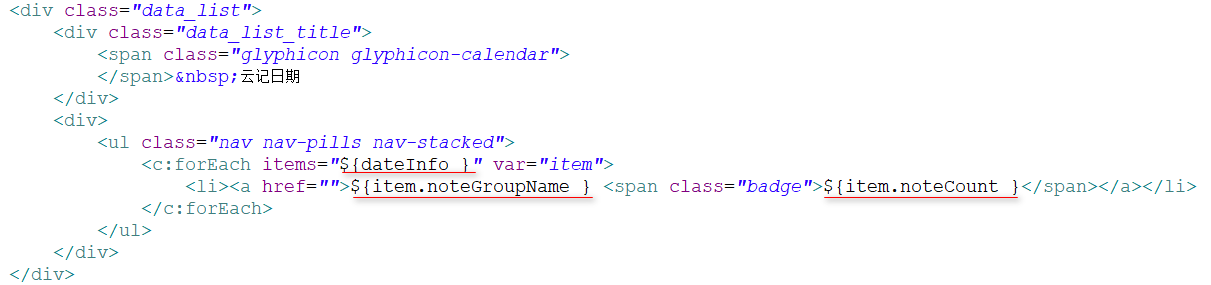 <div class="data_list">
<div class="data_list_title">
<span class="glyphicon glyphicon-calendar">
</span>&nbsp;云记日期
</div>
<div>
<ul class="nav nav-pills nav-stacked">
<c:forEach items="${dateInfo }" var="item">
<li><a href="">${item.noteGroupName } <span class="badge">${item.noteCount }</span></a></li>
</c:forEach>
</ul>
</div>
</div>